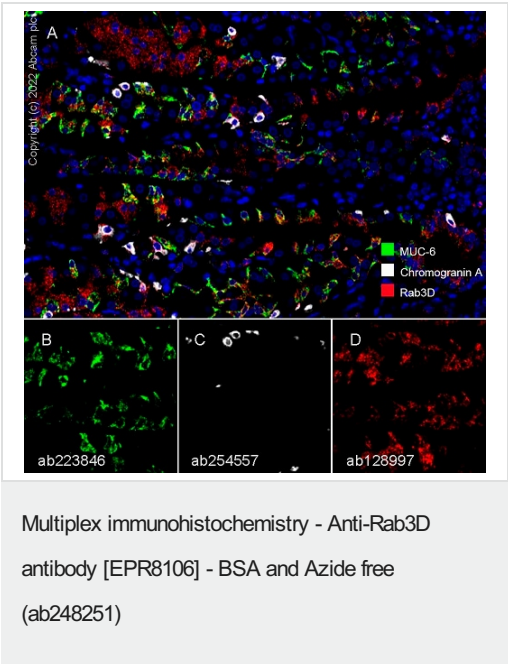 A
Copyright (c) 2022 Abcam plc
MUC-6
Chromogranin A
Rab3D
B
C
D
ab223846
ab254557
ab128997
Multiplex immunohistochemistry - Anti-Rab3D
antibody [EPR8106] - BSA and Azide free
(ab248251)